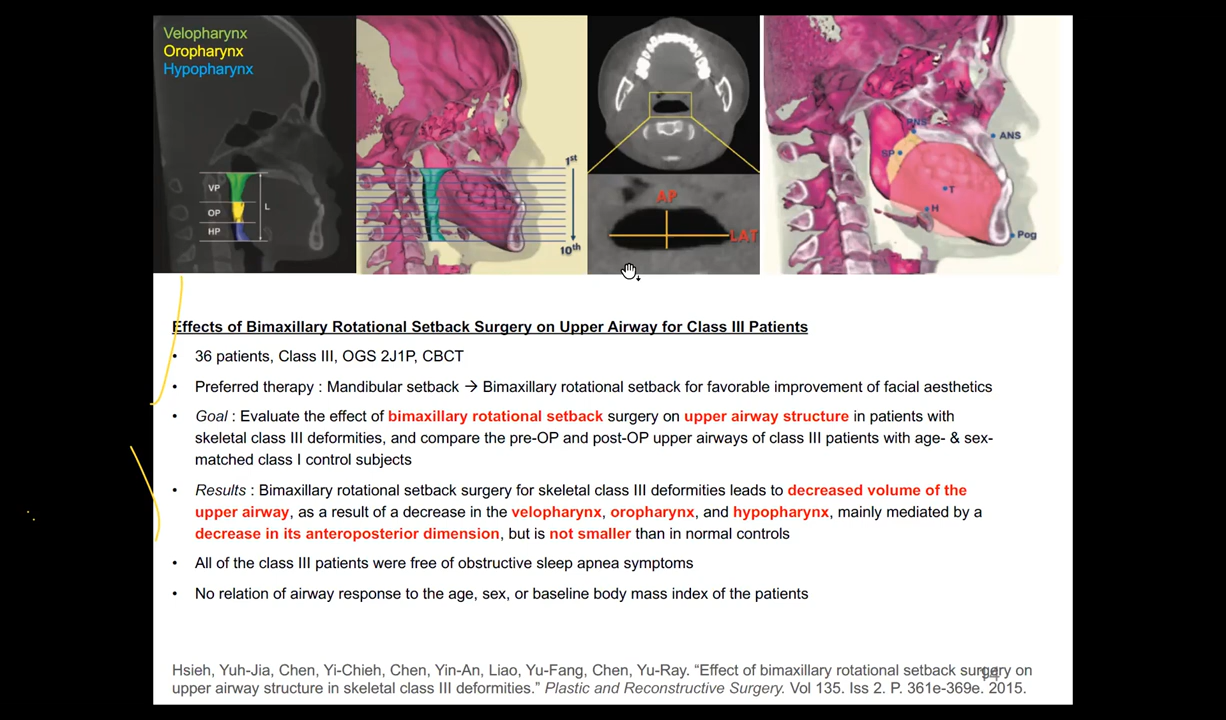 Velopharynx
Oropharynx
Hypopharynx
VP
OP
HP
L
1st
10th
AP
LAT
PNS
ANS
SP
T
H
Pog
Effects of Bimaxillary Rotational Setback Surgery on Upper Airway for Class III Patients
• 36 patients, Class III, OGS 2J1P, CBCT
• Preferred therapy : Mandibular setback → Bimaxillary rotational setback for favorable improvement of facial aesthetics
• Goal : Evaluate the effect of bimaxillary rotational setback surgery on upper airway structure in patients with
skeletal class III deformities, and compare the pre-OP and post-OP upper airways of class III patients with age- & sex-
matched class I control subjects
• Results : Bimaxillary rotational setback surgery for skeletal class III deformities leads to decreased volume of the
upper airway, as a result of a decrease in the velopharynx, oropharynx, and hypopharynx, mainly mediated by a
decrease in its anteroposterior dimension, but is not smaller than in normal controls
• All of the class III patients were free of obstructive sleep apnea symptoms
• No relation of airway response to the age, sex, or baseline body mass index of the patients
Hsieh, Yuh-Jia, Chen, Yi-Chieh, Chen, Yin-An, Liao, Yu-Fang, Chen, Yu-Ray. “Effect of bimaxillary rotational setback surgery on
upper airway structure in skeletal class III deformities.” Plastic and Reconstructive Surgery. Vol 135. Iss 2. P. 361e-369e. 2015.
14